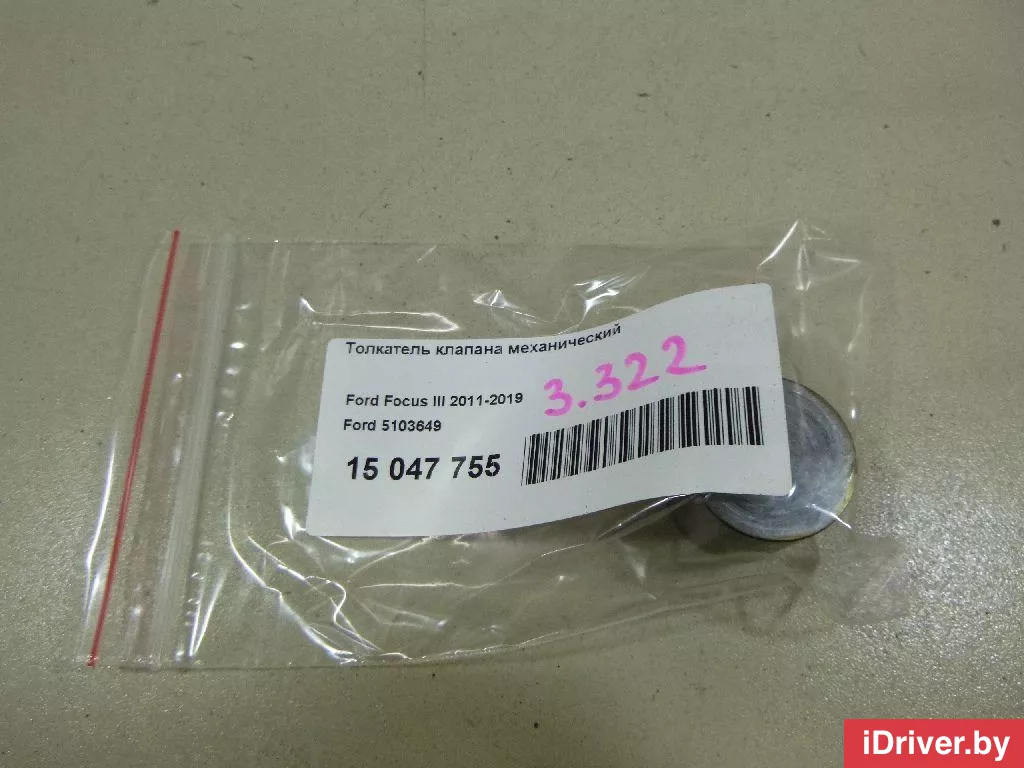 Толкатель клапана механический
3.322
Ford Focus III 2011-2019
Ford 5103649
15 047 755
iDriver.by